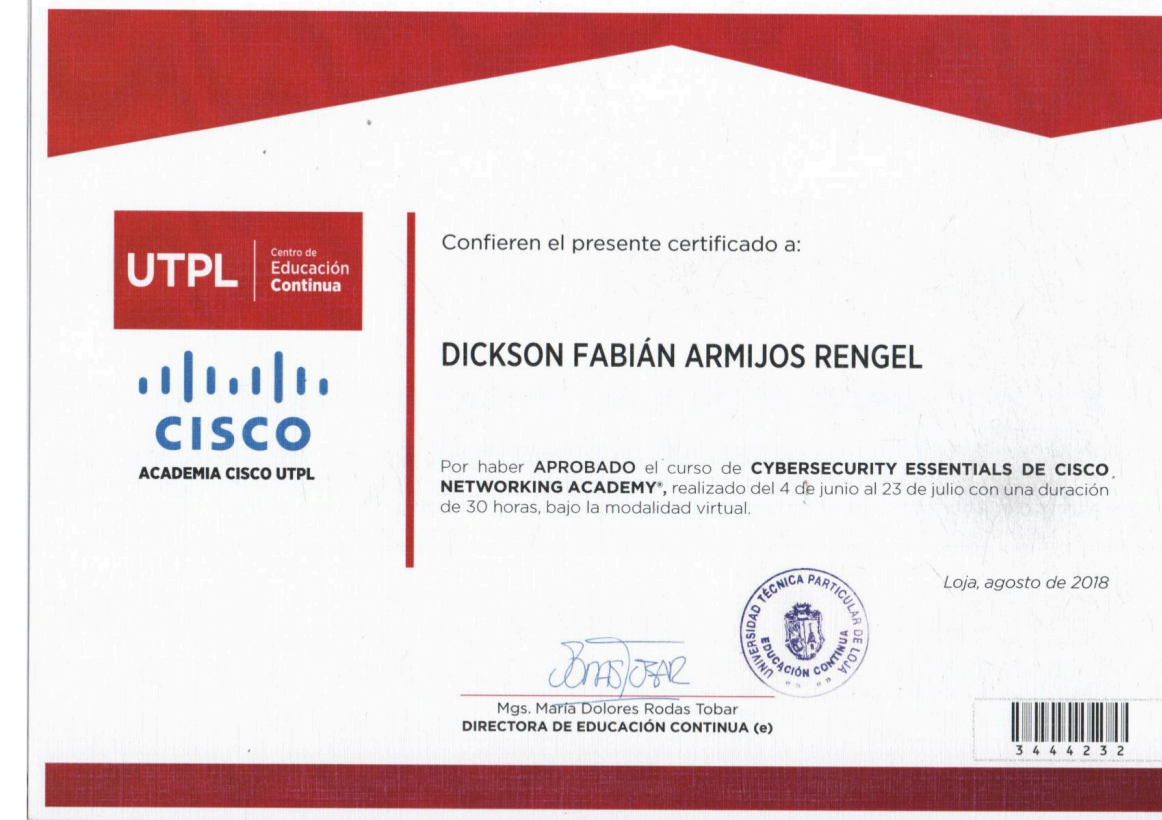 UTPL
Centro de
Educación
Continua
CISCO
ACADEMIA CISCO UTPL
Confieren el presente certificado a:
DICKSON FABIÁN ARMIJOS RENGEL
Por haber APROBADO el curso de CYBERSECURITY ESSENTIALS DE CISCO
NETWORKING ACADEMY®, realizado del 4 de junio al 23 de julio con una duración
de 30 horas, bajo la modalidad virtual.
Loja, agosto de 2018
UNIVERSIDAD TÉCNICA PARTICULAR DE LOJA
EDUCACIÓN CONTINUA
Mgs. María Dolores Rodas Tobar
DIRECTORA DE EDUCACIÓN CONTINUA (e)
3444232